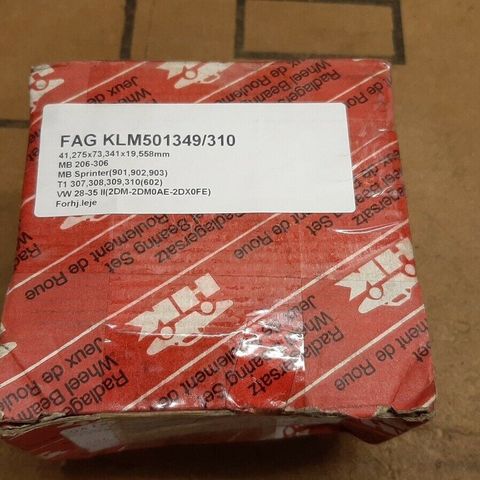 FAG KLM501349/310
41,275x73,341x19,558mm
MB 206-306
MB Sprinter(901,902,903)
T1 307,308,309,310(602)
VW 28-35 II(2DM-2DM0AE-2DX0FE)
Forhj.leje
Radlagersatz
Wheel Bearing Set
Jeux de Roulement de Roue
HK